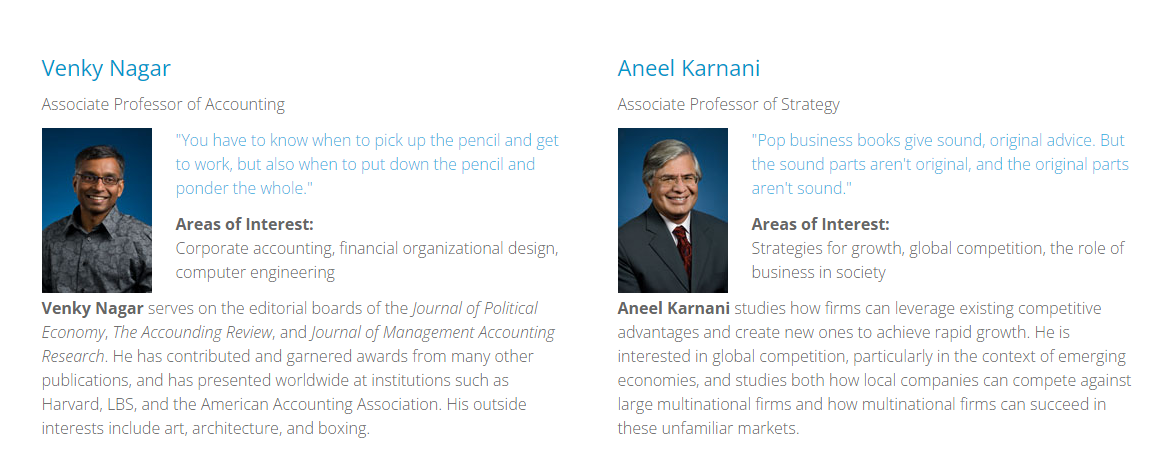 Venky Nagar
Associate Professor of Accounting
"You have to know when to pick up the pencil and get
to work, but also when to put down the pencil and
ponder the whole."
Areas of Interest:
Corporate accounting, financial organizational design,
computer engineering
Venky Nagar serves on the editorial boards of the Journal of Political
Economy, The Accounding Review, and Journal of Management Accounting
Research. He has contributed and garnered awards from many other
publications, and has presented worldwide at institutions such as
Harvard, LBS, and the American Accounting Association. His outside
interests include art, architecture, and boxing.
Aneel Karnani
Associate Professor of Strategy
"Pop business books give sound, original advice. But
the sound parts aren't original, and the original parts
aren't sound."
Areas of Interest:
Strategies for growth, global competition, the role of
business in society
Aneel Karnani studies how firms can leverage existing competitive
advantages and create new ones to achieve rapid growth. He is
interested in global competition, particularly in the context of emerging
economies, and studies both how local companies can compete against
large multinational firms and how multinational firms can succeed in
these unfamiliar markets.